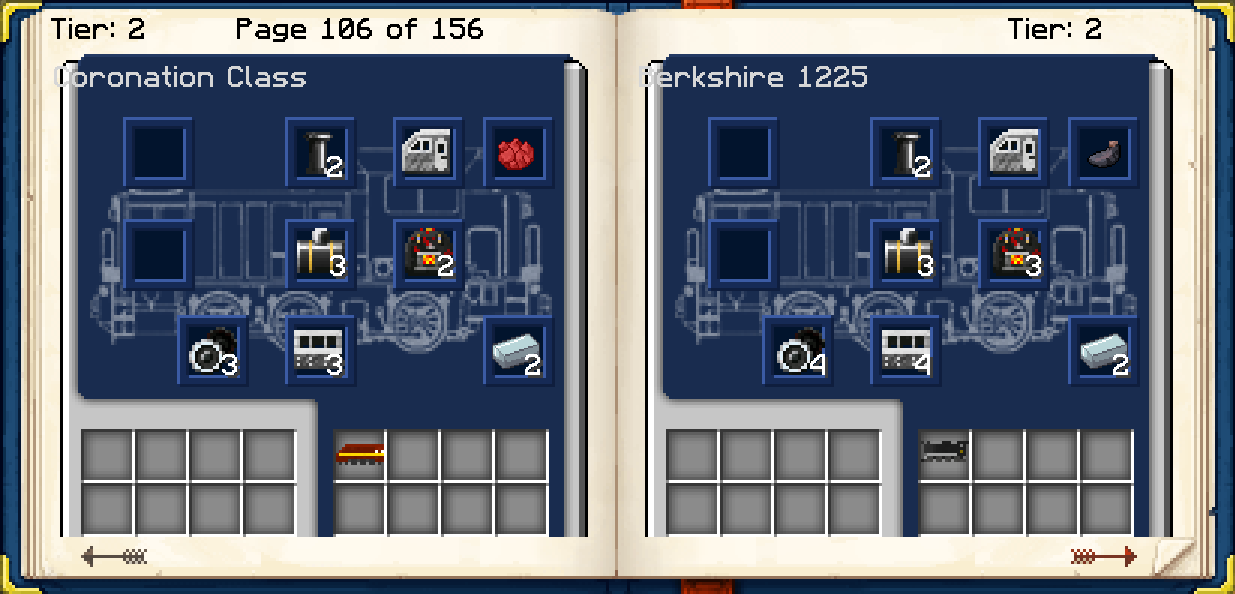 Tier: 2 Page 106 of 156
Coronation Class
2
3 2
3 3 2
Tier: 2
Berkshire 1225
2
3 3
4 4 2